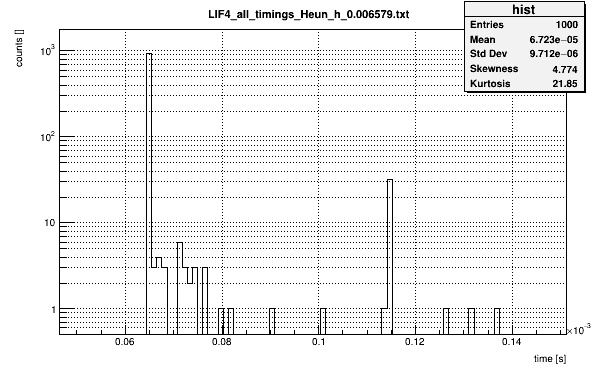 LIF4_all_timings_Heun_h_0.006579.txt
hist
Entries 1000
Mean 6.723e−05
Std Dev 9.712e−06
Skewness 4.774
Kurtosis 21.85
counts []
10³
10²
10
1
0.06 0.08 0.1 0.12 0.14
×10⁻³
time [s]